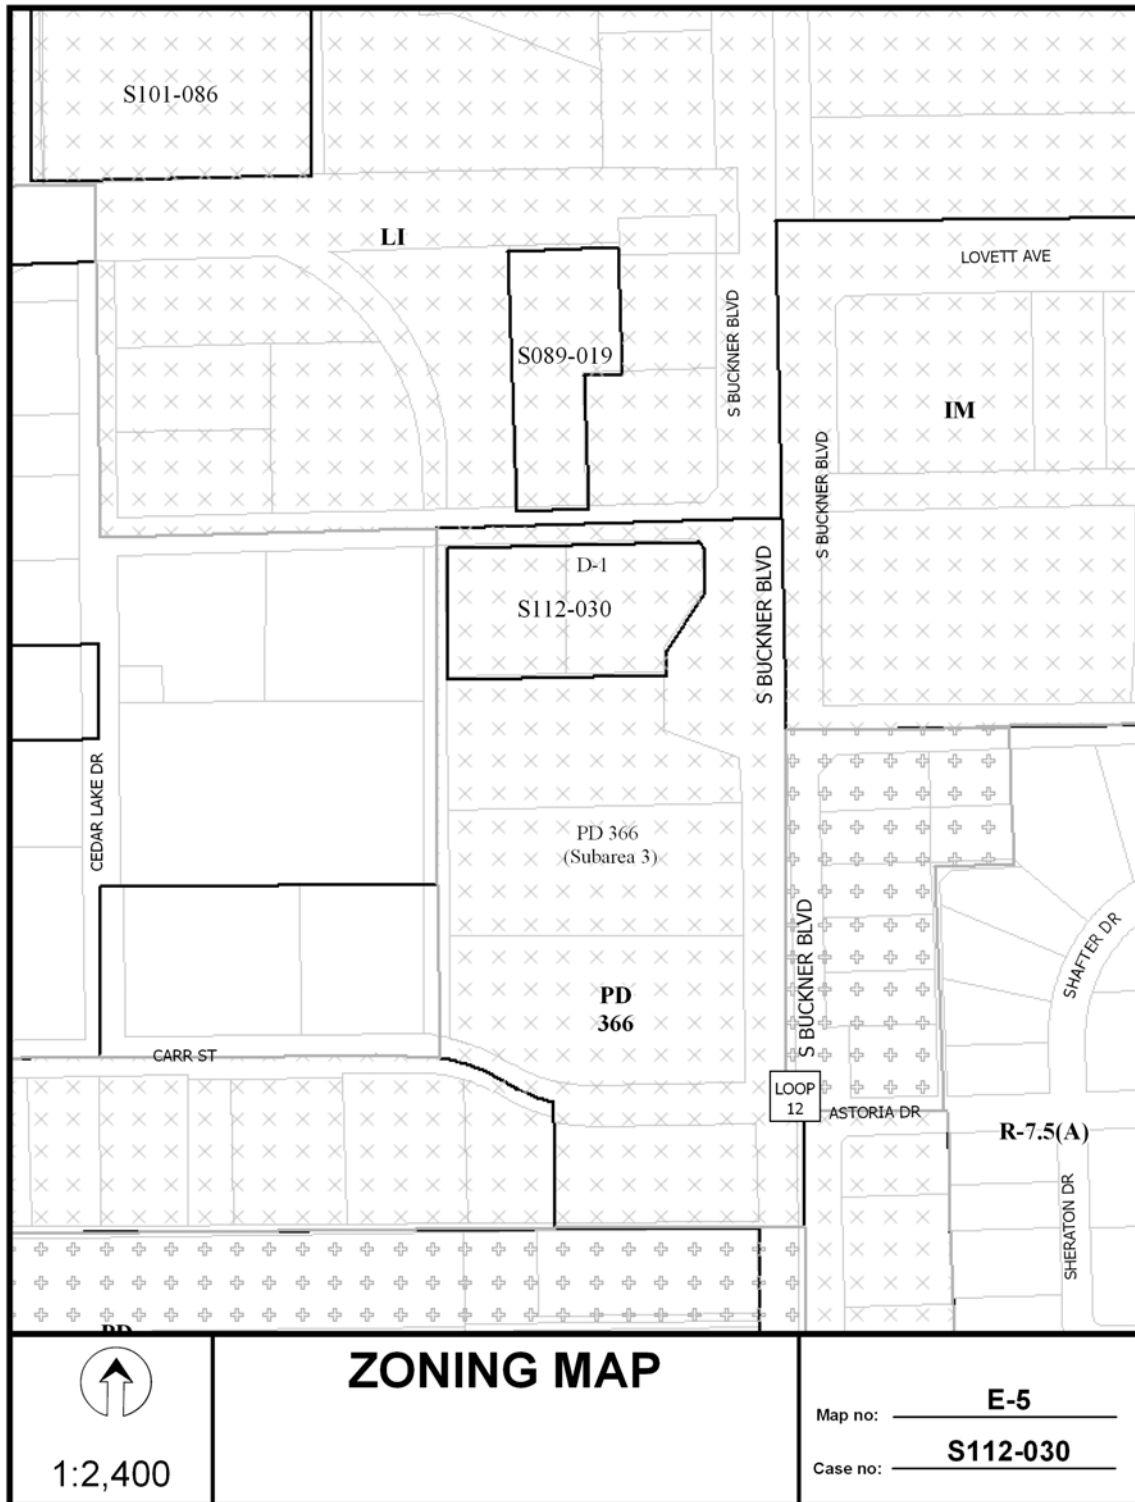 S101-086
LI
LOVETT AVE
S BUCKNER BLVD
S089-019
IM
S BUCKNER BLVD
D-1
S112-030
S BUCKNER BLVD
CEDAR LAKE DR
PD 366
(Subarea 3)
S BUCKNER BLVD
SHAFTER DR
PD
366
CARR ST
LOOP
12
ASTORIA DR
R-7.5(A)
SHERATON DR
PD
ZONING MAP
1:2,400
Map no: E-5
Case no: S112-030